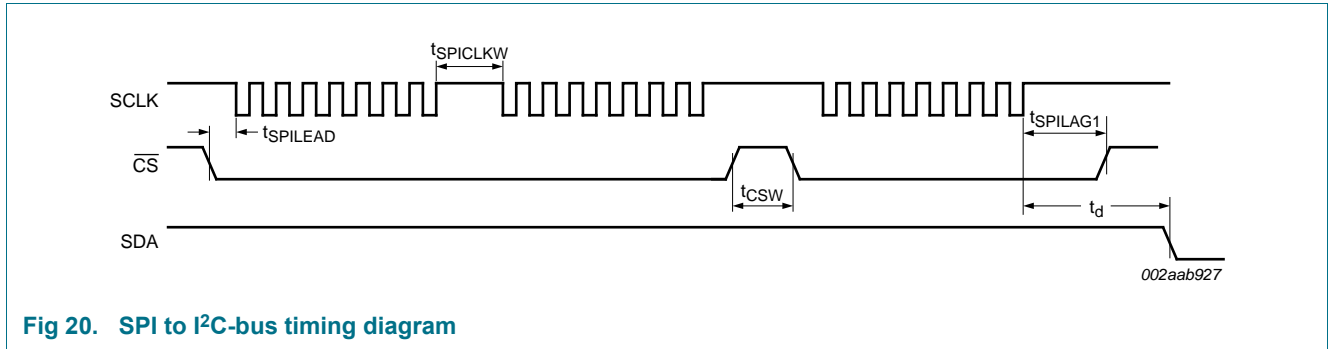 tSPICLKW
SCLK
tSPILEAD
tSPILAG1
CS
tCSW
td
SDA
002aab927
Fig 20. SPI to I²C-bus timing diagram